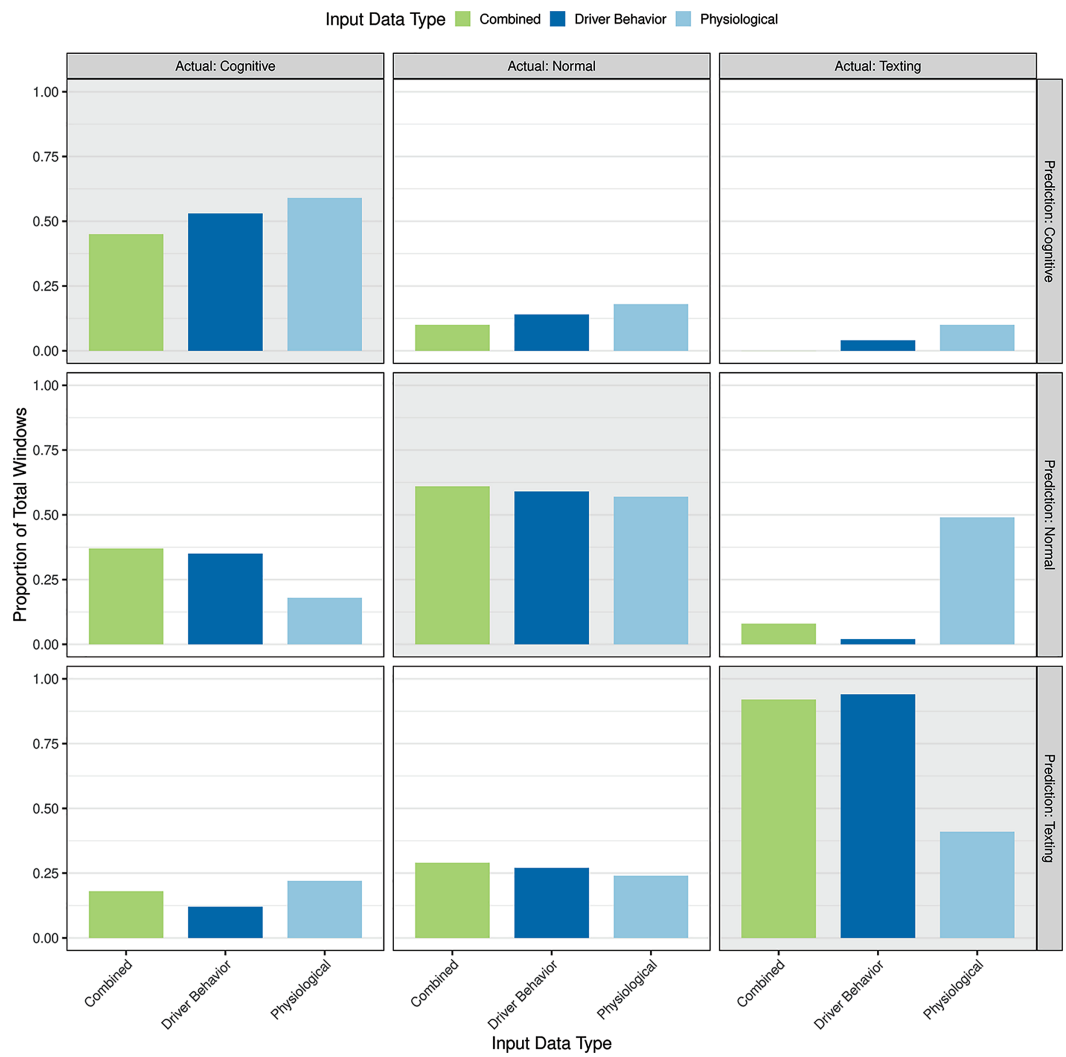 Input Data Type Combined Driver Behavior Physiological
Actual: Cognitive Actual: Normal Actual: Texting
1.00
0.75
0.50
0.25
0.00
Prediction: Cognitive
1.00
0.75
0.50
0.25
0.00
Prediction: Normal
1.00
0.75
0.50
0.25
0.00
Prediction: Texting
Proportion of Total Windows
Combined Driver Behavior Physiological Combined Driver Behavior Physiological Combined Driver Behavior Physiological
Input Data Type